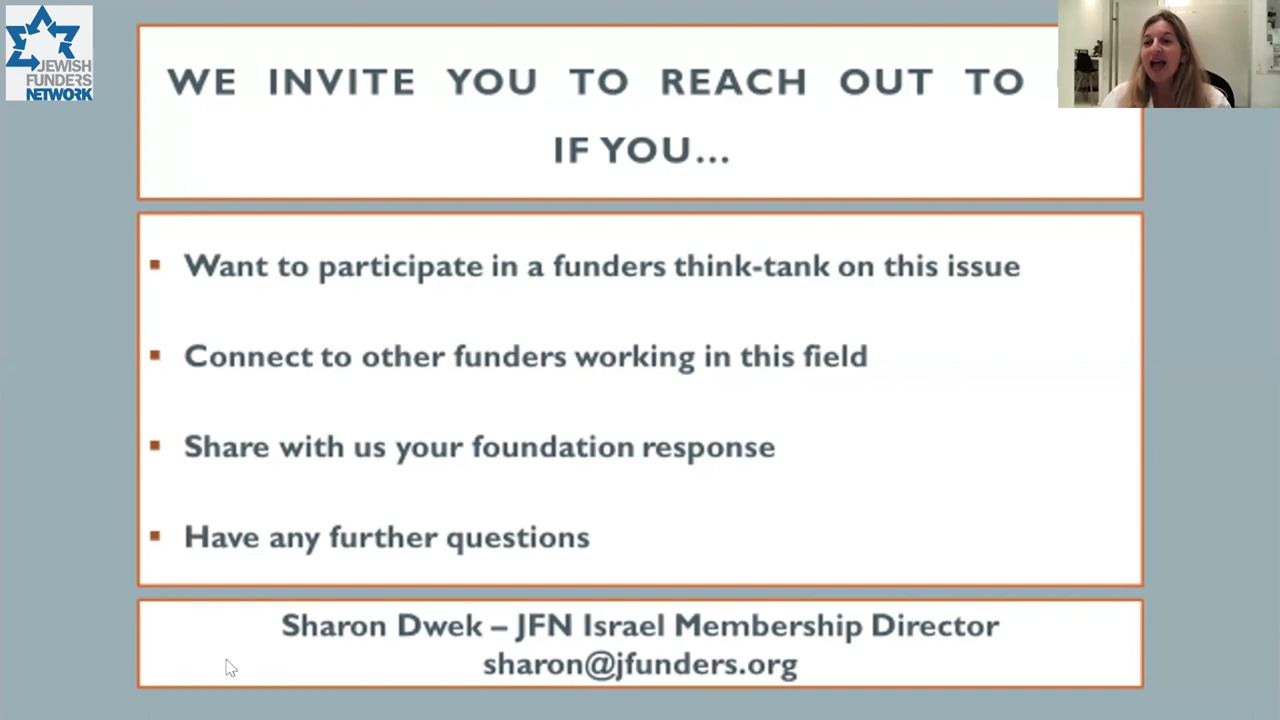 JEWISH
FUNDERS
NETWORK
WE INVITE YOU TO REACH OUT TO
IF YOU...
▪ Want to participate in a funders think-tank on this issue
▪ Connect to other funders working in this field
▪ Share with us your foundation response
▪ Have any further questions
Sharon Dwek – JFN Israel Membership Director
sharon@jfunders.org